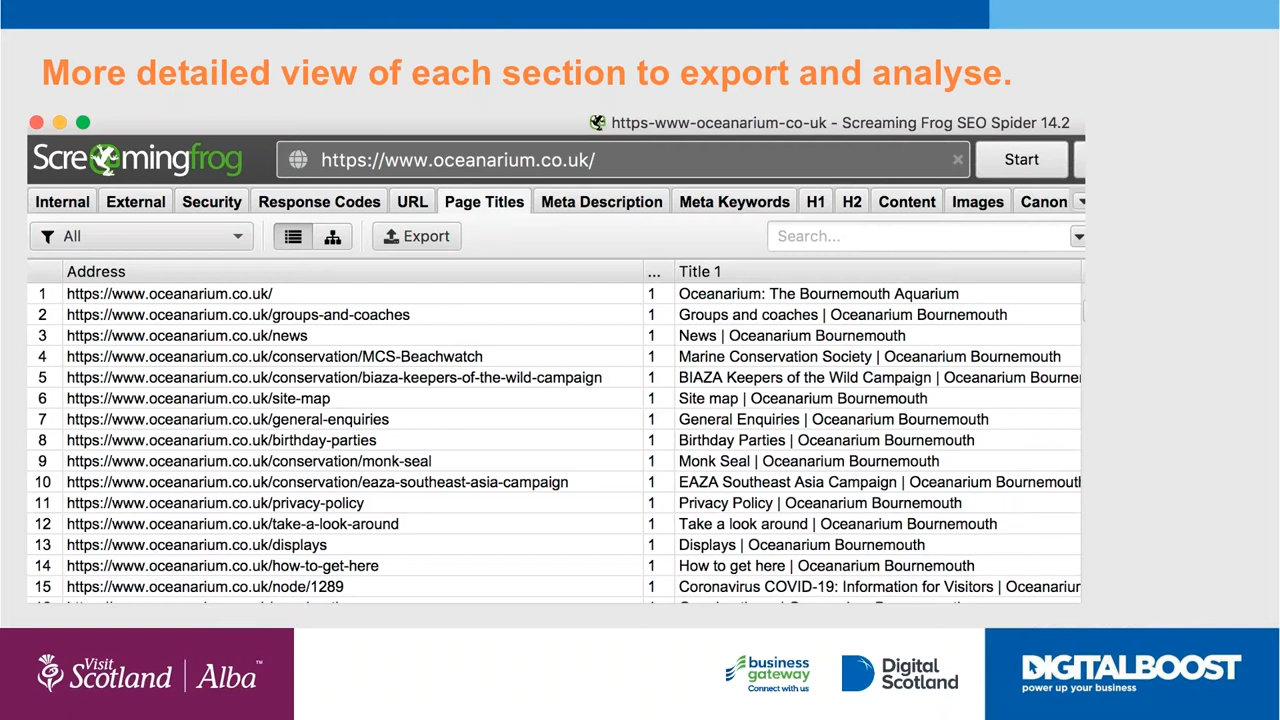 More detailed view of each section to export and analyse.
https-www-oceanarium-co-uk - Screaming Frog SEO Spider 14.2
Screamingfrog https://www.oceanarium.co.uk/ × Start
Internal External Security Response Codes URL Page Titles Meta Description Meta Keywords H1 H2 Content Images Canon
All Export Search...
Address ... Title 1
1 https://www.oceanarium.co.uk/ 1 Oceanarium: The Bournemouth Aquarium
2 https://www.oceanarium.co.uk/groups-and-coaches 1 Groups and coaches | Oceanarium Bournemouth
3 https://www.oceanarium.co.uk/news 1 News | Oceanarium Bournemouth
4 https://www.oceanarium.co.uk/conservation/MCS-Beachwatch 1 Marine Conservation Society | Oceanarium Bournemouth
5 https://www.oceanarium.co.uk/conservation/biaza-keepers-of-the-wild-campaign 1 BIAZA Keepers of the Wild Campaign | Oceanarium Bourne
6 https://www.oceanarium.co.uk/site-map 1 Site map | Oceanarium Bournemouth
7 https://www.oceanarium.co.uk/general-enquiries 1 General Enquiries | Oceanarium Bournemouth
8 https://www.oceanarium.co.uk/birthday-parties 1 Birthday Parties | Oceanarium Bournemouth
9 https://www.oceanarium.co.uk/conservation/monk-seal 1 Monk Seal | Oceanarium Bournemouth
10 https://www.oceanarium.co.uk/conservation/eaza-southeast-asia-campaign 1 EAZA Southeast Asia Campaign | Oceanarium Bournemouth
11 https://www.oceanarium.co.uk/privacy-policy 1 Privacy Policy | Oceanarium Bournemouth
12 https://www.oceanarium.co.uk/take-a-look-around 1 Take a look around | Oceanarium Bournemouth
13 https://www.oceanarium.co.uk/displays 1 Displays | Oceanarium Bournemouth
14 https://www.oceanarium.co.uk/how-to-get-here 1 How to get here | Oceanarium Bournemouth
15 https://www.oceanarium.co.uk/node/1289 1 Coronavirus COVID-19: Information for Visitors | Oceanarium
Visit Scotland | Alba™
business gateway
Connect with us
Digital Scotland
DIGITALBOOST
power up your business